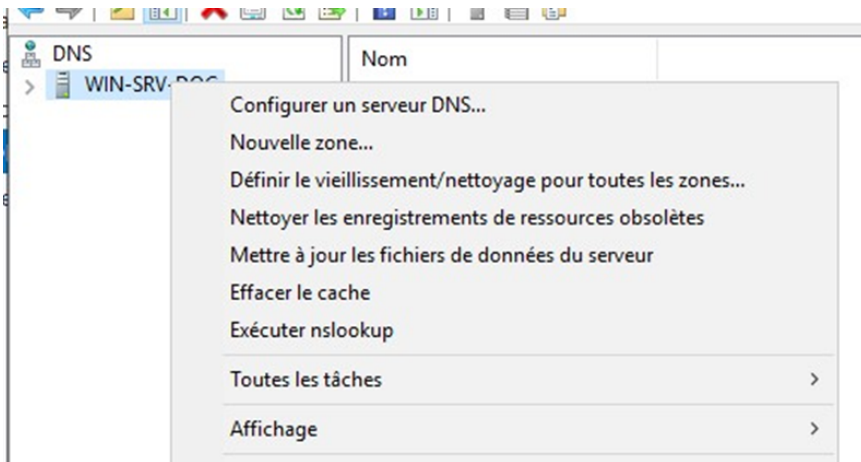 DNS
Nom
WIN-SRV-DOC
Configurer un serveur DNS...
Nouvelle zone...
Définir le vieillissement/nettoyage pour toutes les zones...
Nettoyer les enregistrements de ressources obsolètes
Mettre à jour les fichiers de données du serveur
Effacer le cache
Exécuter nslookup
Toutes les tâches
Affichage